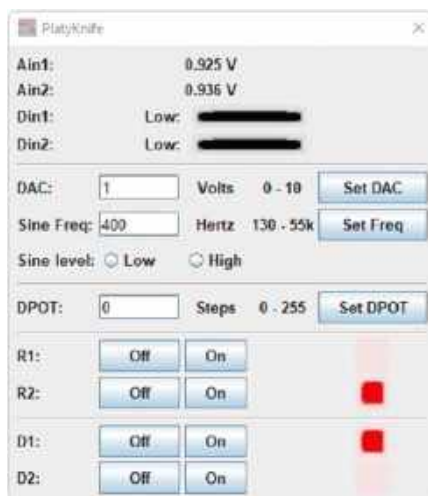 PlatyKnife
Ain1: 0.925 V
Ain2: 0.936 V
Din1: Low:
Din2: Low:
DAC: 1 Volts 0 - 10 Set DAC
Sine Freq: 400 Hertz 130 - 55k Set Freq
Sine level: Low High
DPOT: 0 Steps 0 - 255 Set DPOT
R1: Off On
R2: Off On
D1: Off On
D2: Off On